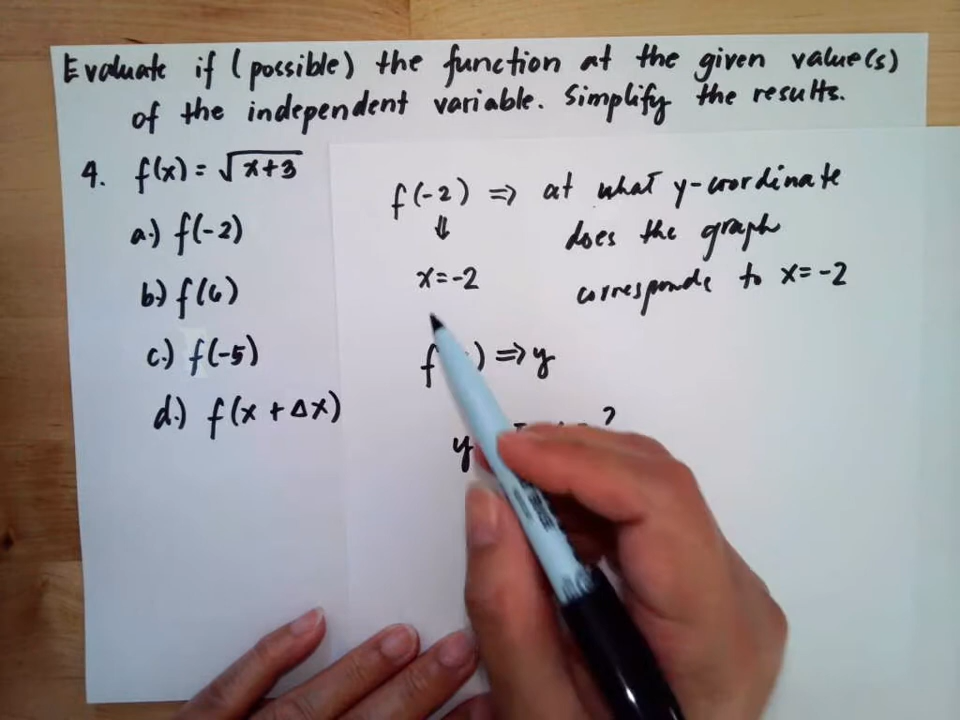 Evaluate if (possible) the function at the given value(s)
of the independent variable. Simplify the results.
4. f(x) = √x+3
a.) f(-2)
b.) f(6)
c.) f(-5)
d.) f(x + Δx)
f(-2) ⇒ at what y-coordinate
⇓ does the graph
x=-2 corresponds to x=-2
f( ) ⇒ y
y ?